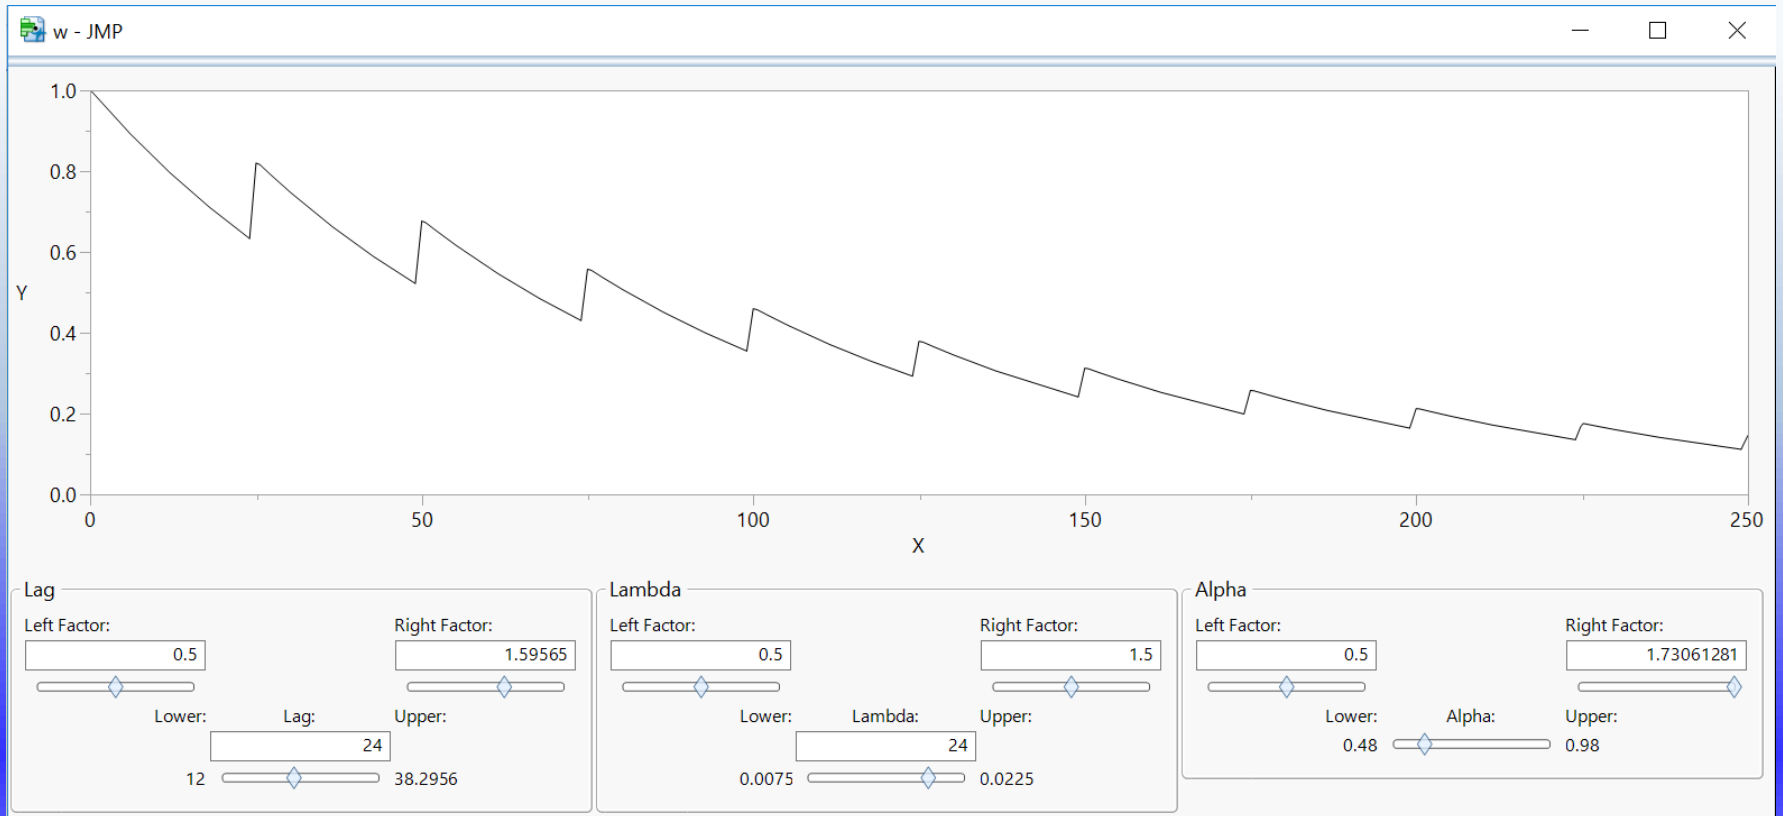 w - JMP
1.0
0.8
0.6
Y
0.4
0.2
0.0
0 50 100 150 200 250
X
Lag
Left Factor: Right Factor:
0.5 1.59565
Lower: Lag: Upper:
24
12 38.2956
Lambda
Left Factor: Right Factor:
0.5 1.5
Lower: Lambda: Upper:
24
0.0075 0.0225
Alpha
Left Factor: Right Factor:
0.5 1.73061281
Lower: Alpha: Upper:
0.48 0.98